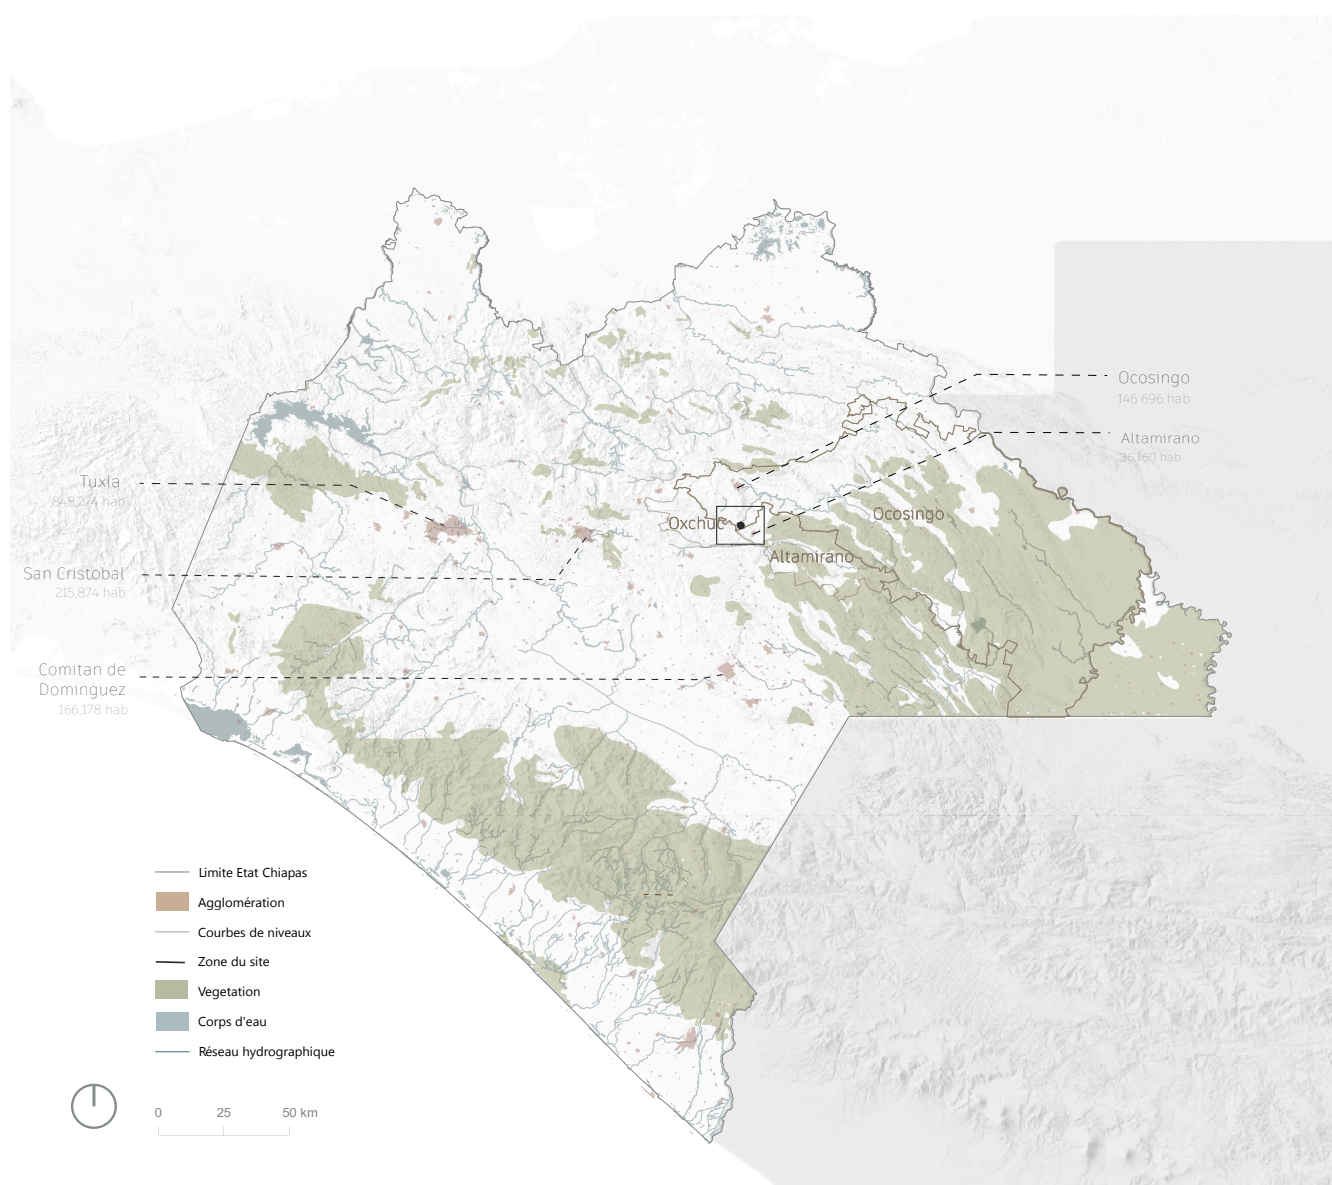 Ocosingo
146 696 hab
Altamirano
36,160 hab
Tuxla
848,274 hab
Oxchuc
Ocosingo
Altamirano
San Cristobal
215,874 hab
Comitan de
Dominguez
166,178 hab
Limite Etat Chiapas
Agglomération
Courbes de niveaux
Zone du site
Vegetation
Corps d'eau
Réseau hydrographique
0 25 50 km